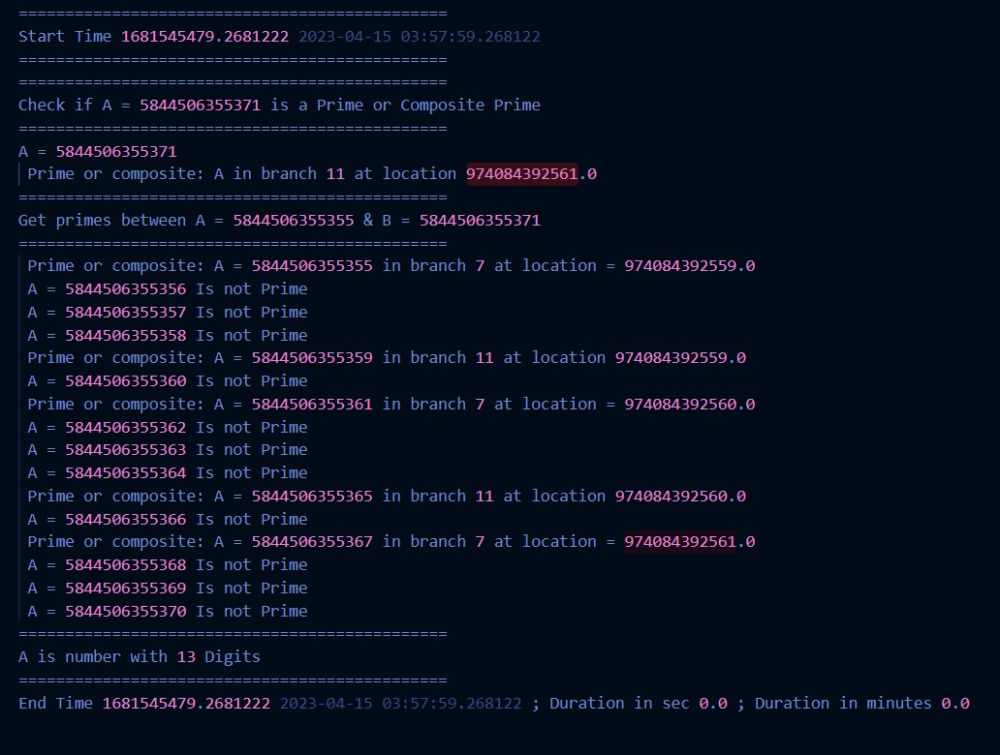 ==============================================
Start Time 1681545479.2681222 2023-04-15 03:57:59.268122
==============================================
==============================================
Check if A = 5844506355371 is a Prime or Composite Prime
==============================================
A = 5844506355371
Prime or composite: A in branch 11 at location 974084392561.0
==============================================
Get primes between A = 5844506355355 & B = 5844506355371
==============================================
Prime or composite: A = 5844506355355 in branch 7 at location = 974084392559.0
A = 5844506355356 Is not Prime
A = 5844506355357 Is not Prime
A = 5844506355358 Is not Prime
Prime or composite: A = 5844506355359 in branch 11 at location 974084392559.0
A = 5844506355360 Is not Prime
Prime or composite: A = 5844506355361 in branch 7 at location = 974084392560.0
A = 5844506355362 Is not Prime
A = 5844506355363 Is not Prime
A = 5844506355364 Is not Prime
Prime or composite: A = 5844506355365 in branch 11 at location 974084392560.0
A = 5844506355366 Is not Prime
Prime or composite: A = 5844506355367 in branch 7 at location = 974084392561.0
A = 5844506355368 Is not Prime
A = 5844506355369 Is not Prime
A = 5844506355370 Is not Prime
==============================================
A is number with 13 Digits
==============================================
End Time 1681545479.2681222 2023-04-15 03:57:59.268122 ; Duration in sec 0.0 ; Duration in minutes 0.0